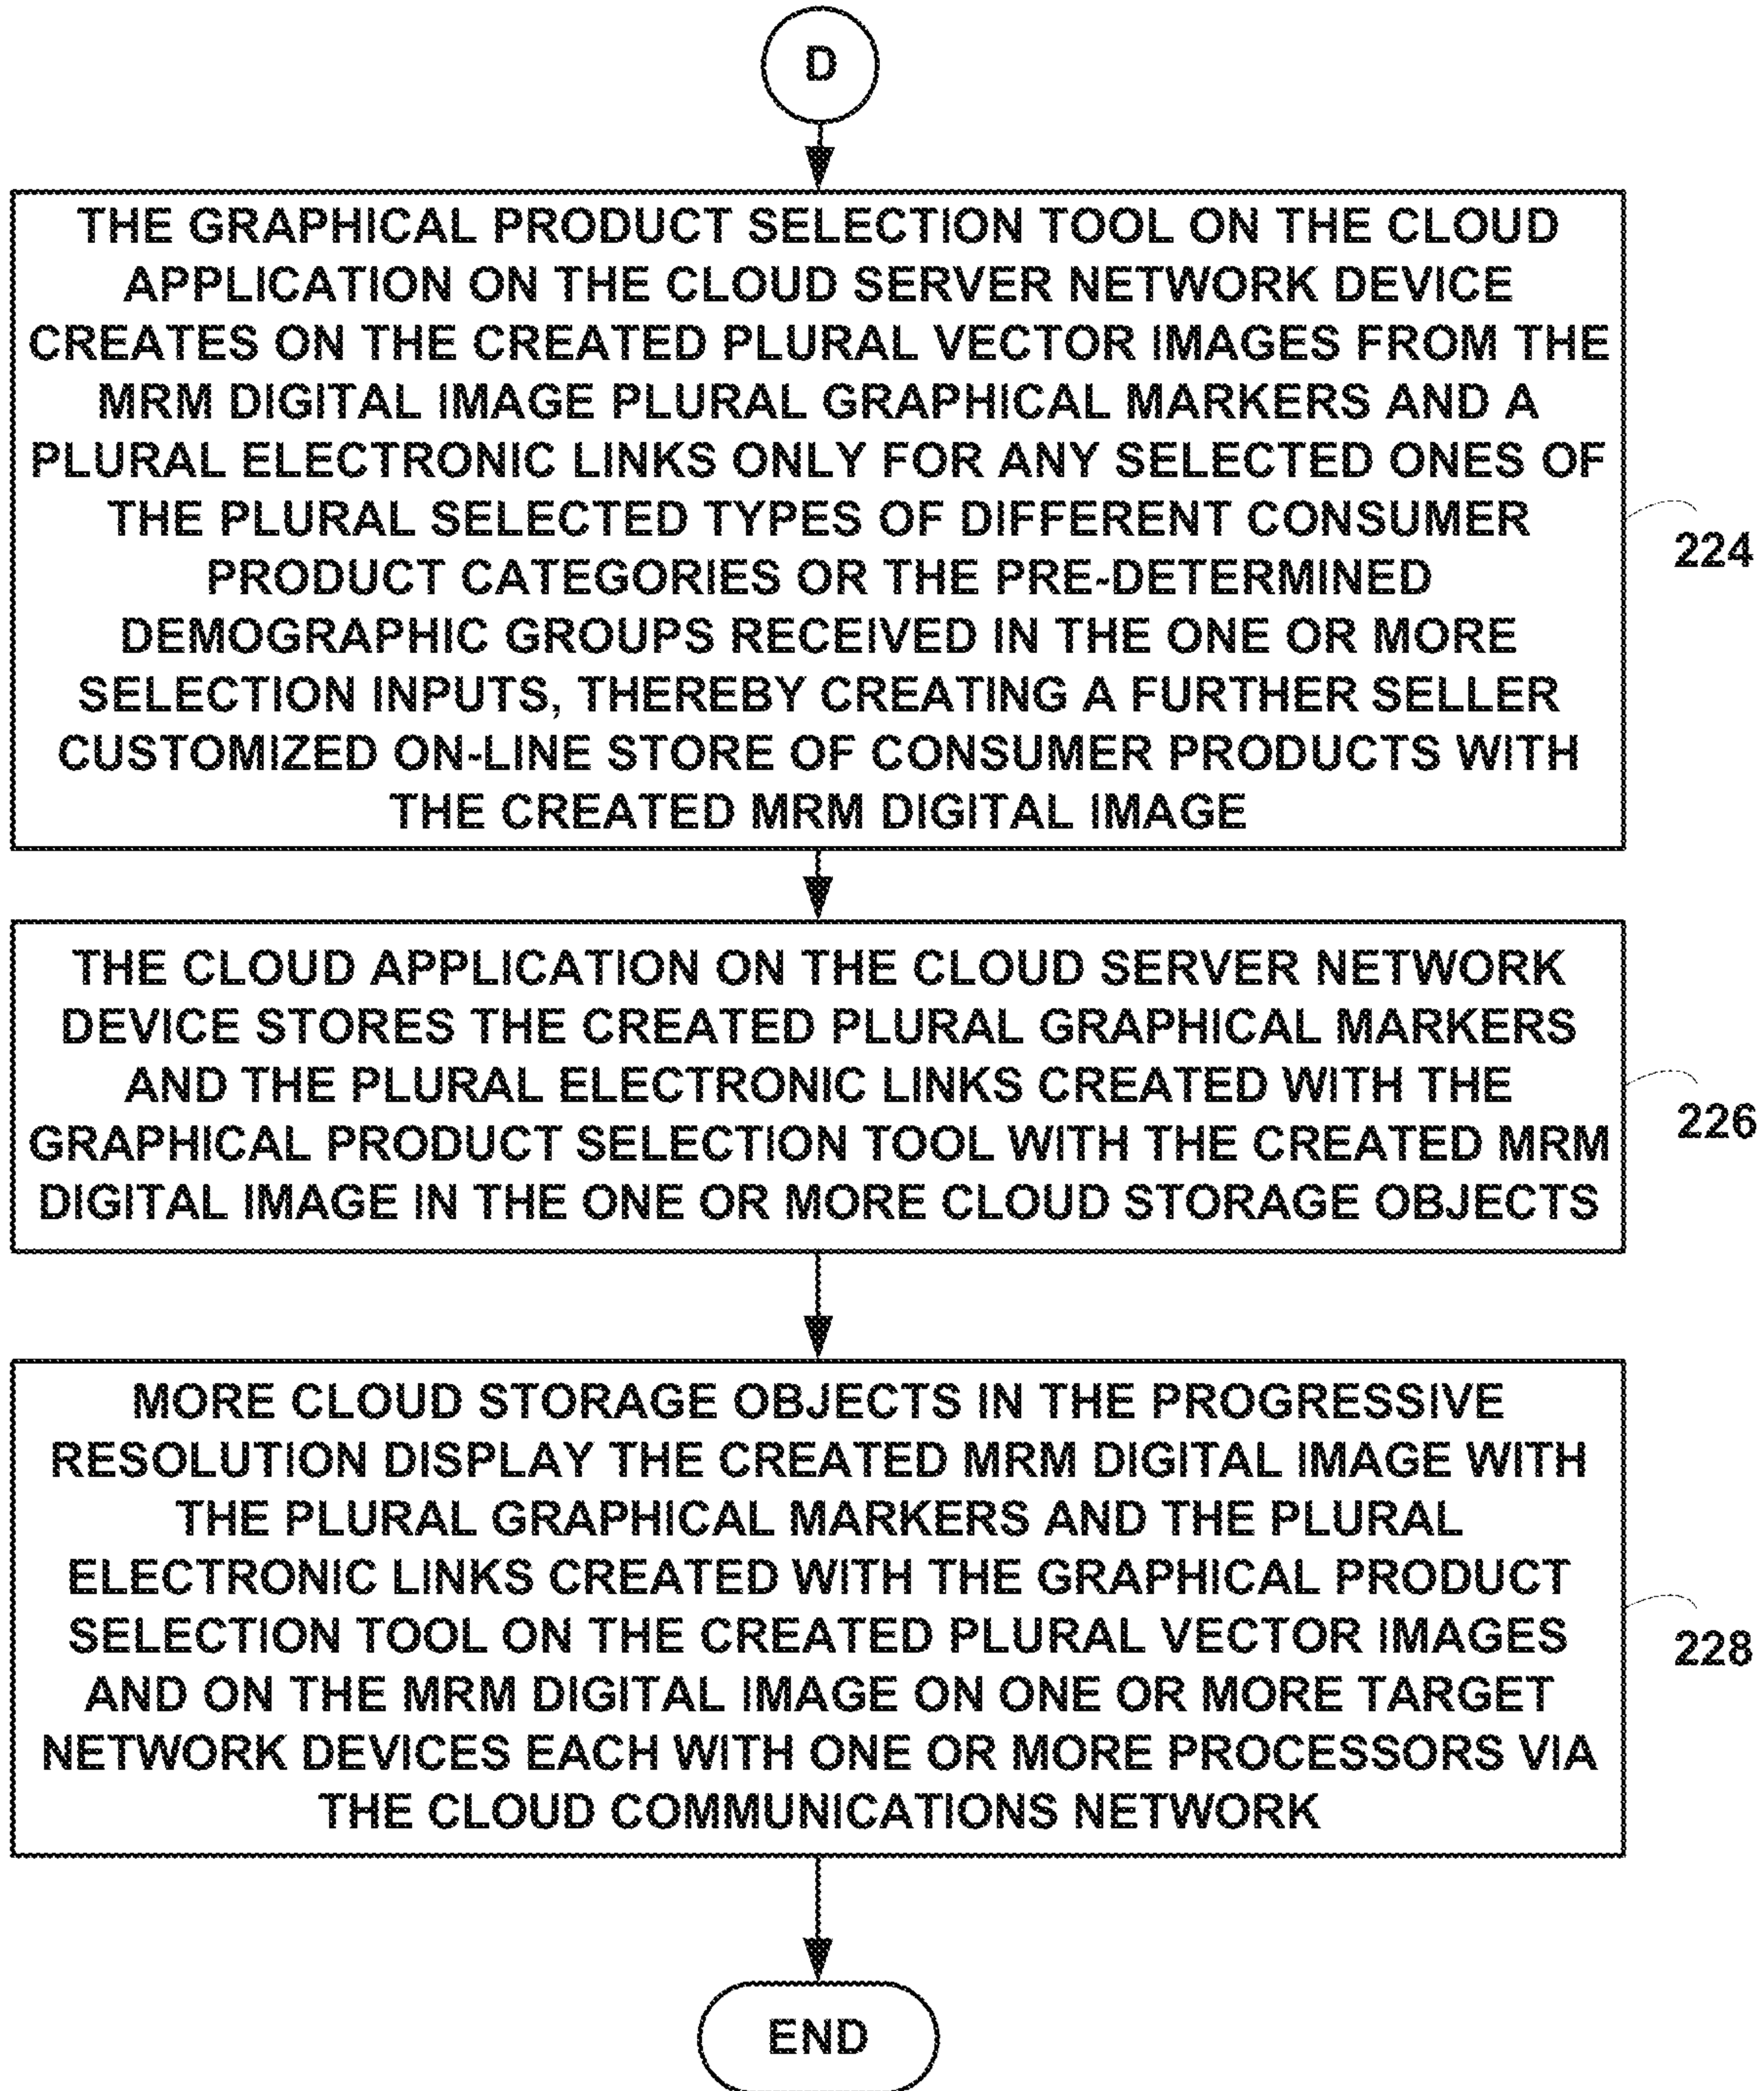 D
THE GRAPHICAL PRODUCT SELECTION TOOL ON THE CLOUD
APPLICATION ON THE CLOUD SERVER NETWORK DEVICE
CREATES ON THE CREATED PLURAL VECTOR IMAGES FROM THE
MRM DIGITAL IMAGE PLURAL GRAPHICAL MARKERS AND A
PLURAL ELECTRONIC LINKS ONLY FOR ANY SELECTED ONES OF
THE PLURAL SELECTED TYPES OF DIFFERENT CONSUMER
PRODUCT CATEGORIES OR THE PRE-DETERMINED
DEMOGRAPHIC GROUPS RECEIVED IN THE ONE OR MORE
SELECTION INPUTS, THEREBY CREATING A FURTHER SELLER
CUSTOMIZED ON-LINE STORE OF CONSUMER PRODUCTS WITH
THE CREATED MRM DIGITAL IMAGE
224
THE CLOUD APPLICATION ON THE CLOUD SERVER NETWORK
DEVICE STORES THE CREATED PLURAL GRAPHICAL MARKERS
AND THE PLURAL ELECTRONIC LINKS CREATED WITH THE
GRAPHICAL PRODUCT SELECTION TOOL WITH THE CREATED MRM
DIGITAL IMAGE IN THE ONE OR MORE CLOUD STORAGE OBJECTS
226
MORE CLOUD STORAGE OBJECTS IN THE PROGRESSIVE
RESOLUTION DISPLAY THE CREATED MRM DIGITAL IMAGE WITH
THE PLURAL GRAPHICAL MARKERS AND THE PLURAL
ELECTRONIC LINKS CREATED WITH THE GRAPHICAL PRODUCT
SELECTION TOOL ON THE CREATED PLURAL VECTOR IMAGES
AND ON THE MRM DIGITAL IMAGE ON ONE OR MORE TARGET
NETWORK DEVICES EACH WITH ONE OR MORE PROCESSORS VIA
THE CLOUD COMMUNICATIONS NETWORK
228
END